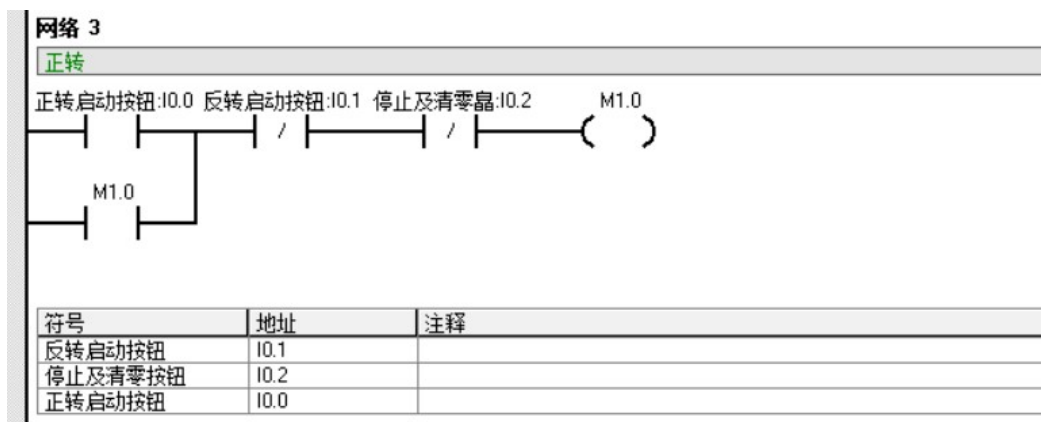 网络 3
正转
正转启动按钮:I0.0 反转启动按钮:I0.1 停止及清零皛:I0.2 M1.0
M1.0
符号 地址 注释
反转启动按钮 I0.1
停止及清零按钮 I0.2
正转启动按钮 I0.0